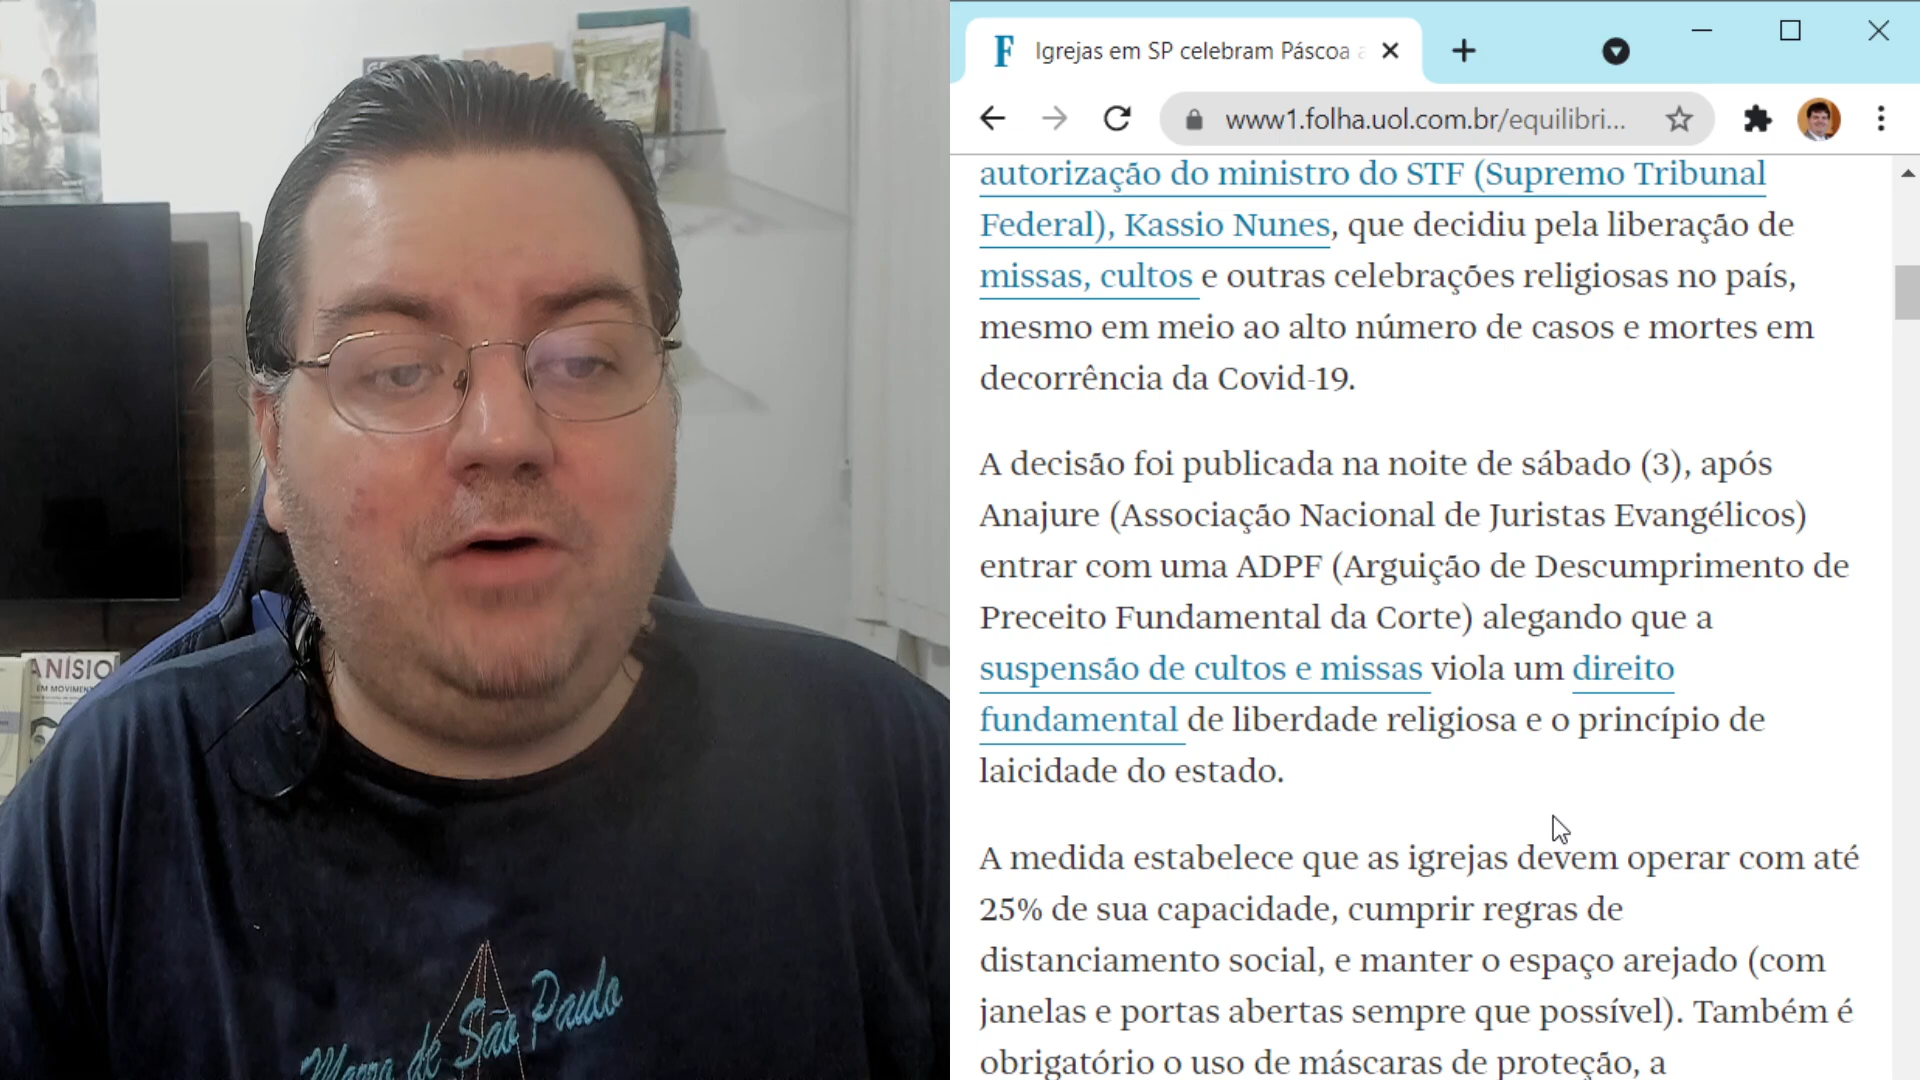 Igrejas em SP celebram Páscoa
www1.folha.uol.com.br/equilibri...
autorização do ministro do STF (Supremo Tribunal
Federal), Kassio Nunes, que decidiu pela liberação de
missas, cultos e outras celebrações religiosas no país,
mesmo em meio ao alto número de casos e mortes em
decorrência da Covid-19.
A decisão foi publicada na noite de sábado (3), após
Anajure (Associação Nacional de Juristas Evangélicos)
entrar com uma ADPF (Arguição de Descumprimento de
Preceito Fundamental da Corte) alegando que a
suspensão de cultos e missas viola um direito
fundamental de liberdade religiosa e o princípio de
laicidade do estado.
A medida estabelece que as igrejas devem operar com até
25% de sua capacidade, cumprir regras de
distanciamento social, e manter o espaço arejado (com
janelas e portas abertas sempre que possível). Também é
obrigatório o uso de máscaras de proteção, a
ANÍSIO
EM MOVIMENTO
de São Paulo